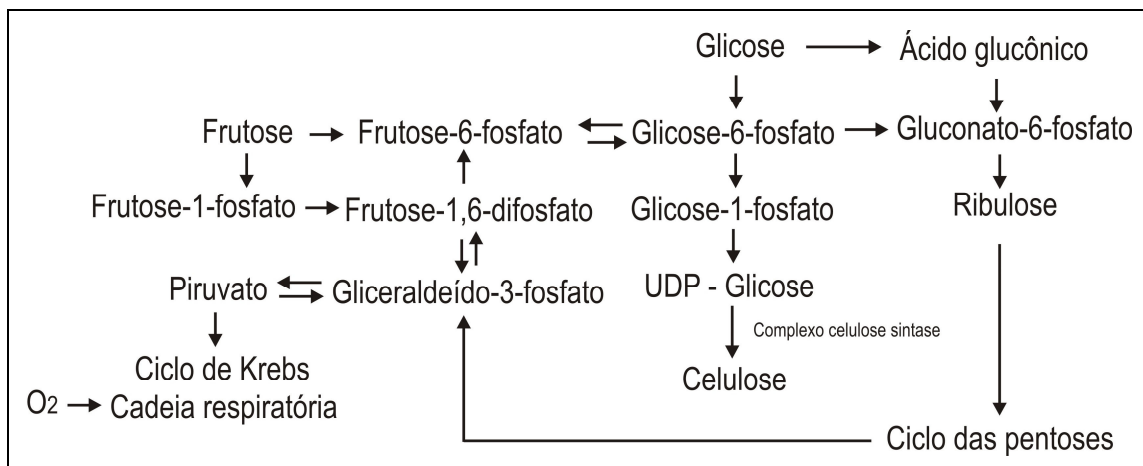 Glicose Ácido glucônico
Frutose Frutose-6-fosfato Glicose-6-fosfato Gluconato-6-fosfato
Frutose-1-fosfato Frutose-1,6-difosfato Glicose-1-fosfato Ribulose
Piruvato Gliceraldeído-3-fosfato UDP - Glicose
Complexo celulose sintase
Ciclo de Krebs Celulose
O2 Cadeia respiratória
Ciclo das pentoses